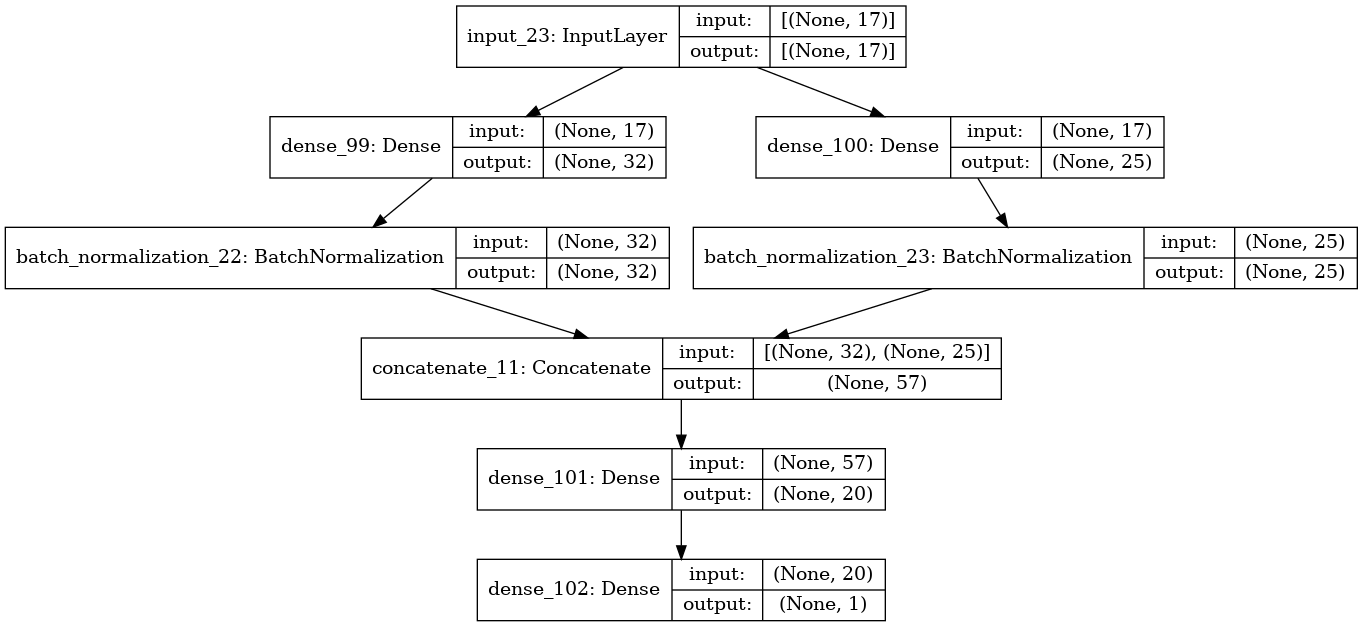 input_23: InputLayer
input: [(None, 17)]
output: [(None, 17)]
dense_99: Dense
input: (None, 17)
output: (None, 32)
dense_100: Dense
input: (None, 17)
output: (None, 25)
batch_normalization_22: BatchNormalization
input: (None, 32)
output: (None, 32)
batch_normalization_23: BatchNormalization
input: (None, 25)
output: (None, 25)
concatenate_11: Concatenate
input: [(None, 32), (None, 25)]
output: (None, 57)
dense_101: Dense
input: (None, 57)
output: (None, 20)
dense_102: Dense
input: (None, 20)
output: (None, 1)